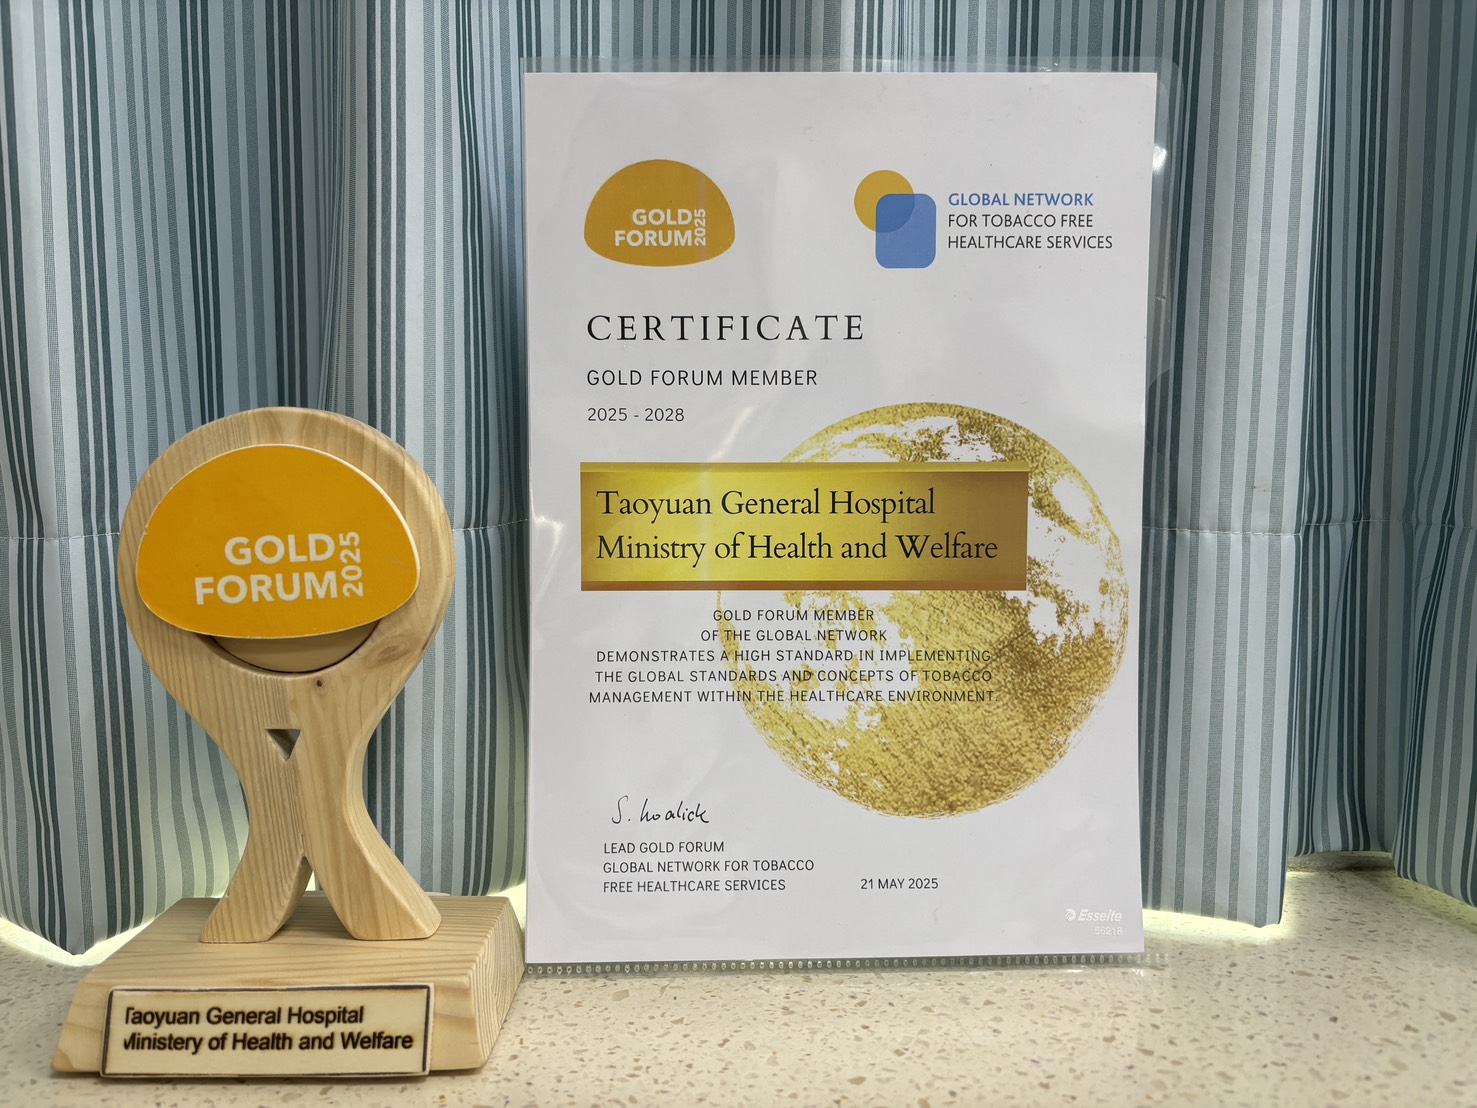 GOLD
FORUM 2025
GLOBAL NETWORK
FOR TOBACCO FREE
HEALTHCARE SERVICES
CERTIFICATE
GOLD FORUM MEMBER
2025 - 2028
Taoyuan General Hospital
Ministry of Health and Welfare
GOLD FORUM MEMBER
OF THE GLOBAL NETWORK
DEMONSTRATES A HIGH STANDARD IN IMPLEMENTING
THE GLOBAL STANDARDS AND CONCEPTS OF TOBACCO
MANAGEMENT WITHIN THE HEALTHCARE ENVIRONMENT.
LEAD GOLD FORUM
GLOBAL NETWORK FOR TOBACCO
FREE HEALTHCARE SERVICES
21 MAY 2025
Esselte
56218
GOLD
FORUM 2025
Taoyuan General Hospital
Ministery of Health and Welfare